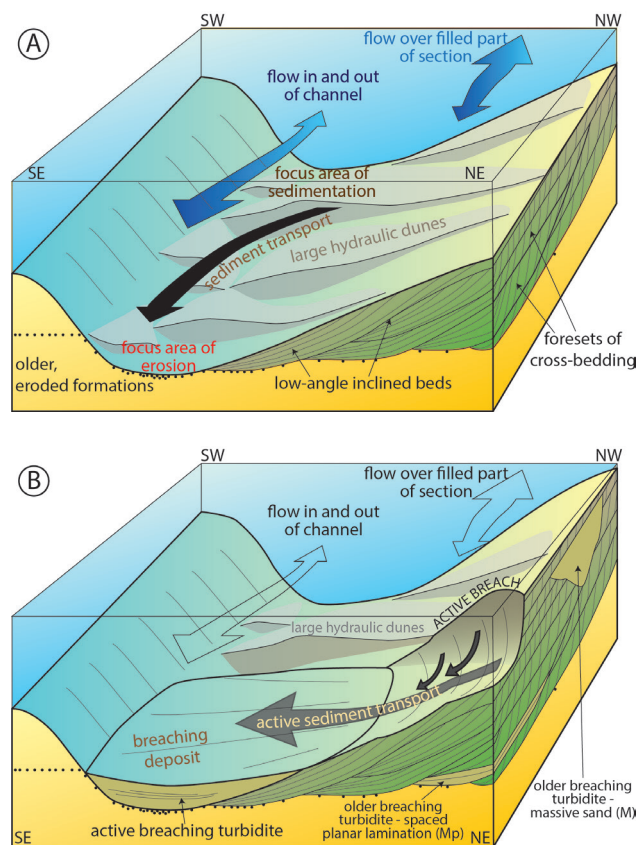 A
SW
NW
flow over filled part
of section
flow in and out
of channel
SE
focus area of
sedimentation
NE
sediment transport
large hydraulic dunes
focus area of
erosion
older,
eroded formations
low-angle inclined beds
foresets of
cross-bedding
B
SW
NW
flow over filled part
of section
flow in and out
of channel
ACTIVE BREACH
large hydraulic dunes
active sediment transport
breaching
deposit
active breaching turbidite
older breaching
turbidite - spaced
planar lamination (Mp)
older breaching
turbidite -
massive sand (M)
SE
NE